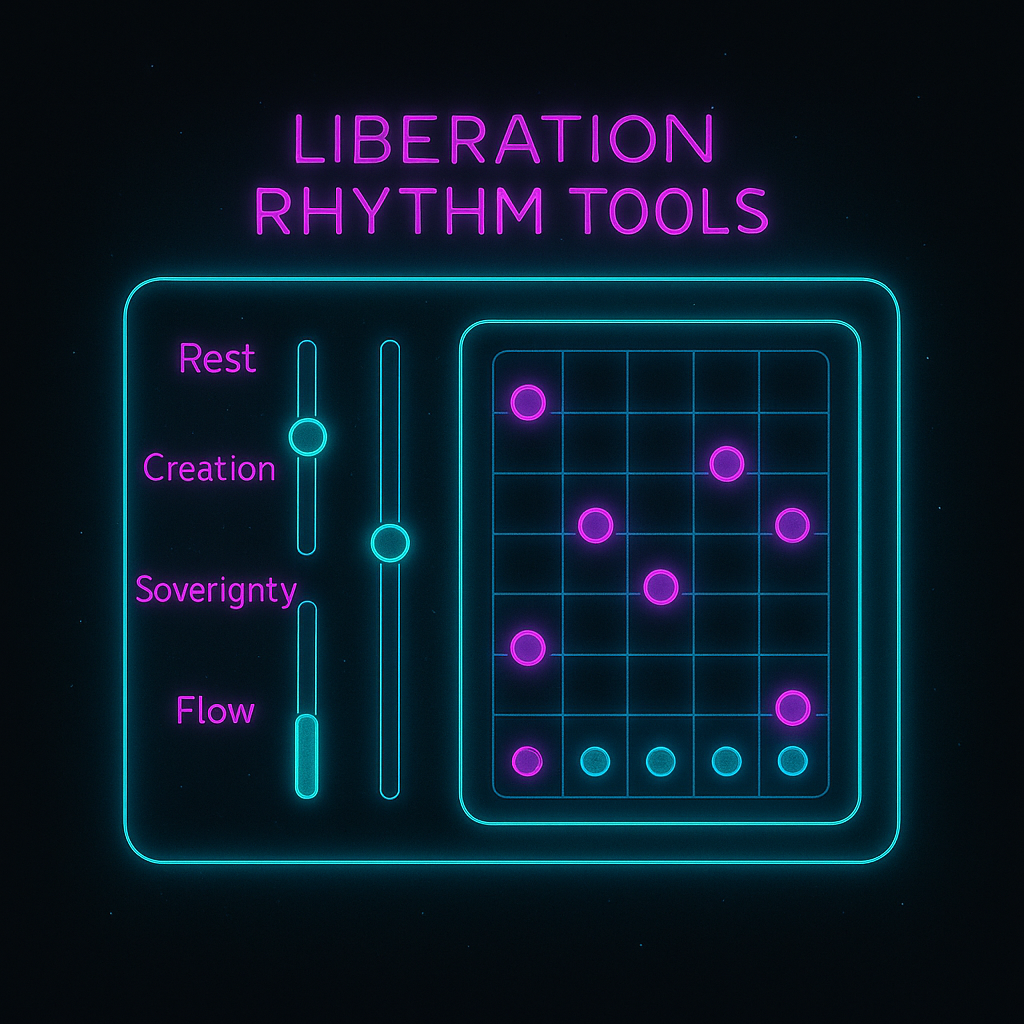 LIBERATION
RHYTHM TOOLS
Rest
Creation
Soverignty
Flow